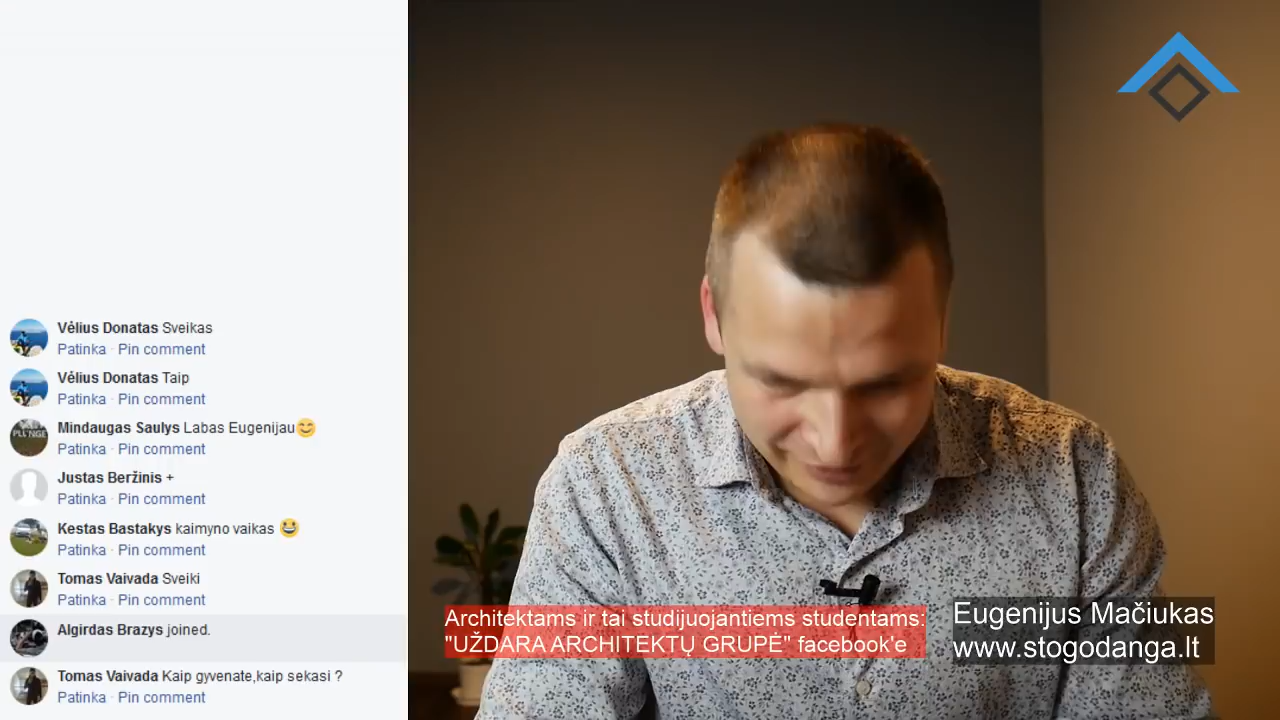 Vėlius Donatas Sveikas
Patinka · Pin comment
Vėlius Donatas Taip
Patinka · Pin comment
Mindaugas Saulys Labas Eugenijau😊
Patinka · Pin comment
Justas Beržinis +
Patinka · Pin comment
Kestas Bastakys kaimyno vaikas 😃
Patinka · Pin comment
Tomas Vaivada Sveiki
Patinka · Pin comment
Algirdas Brazys joined.
Tomas Vaivada Kaip gyvenate,kaip sekasi ?
Patinka · Pin comment
Architektams ir tai studijuojantiems studentams:
"UŽDARA ARCHITEKTŲ GRUPĖ" facebook'e
Eugenijus Mačiukas
www.stogodanga.lt